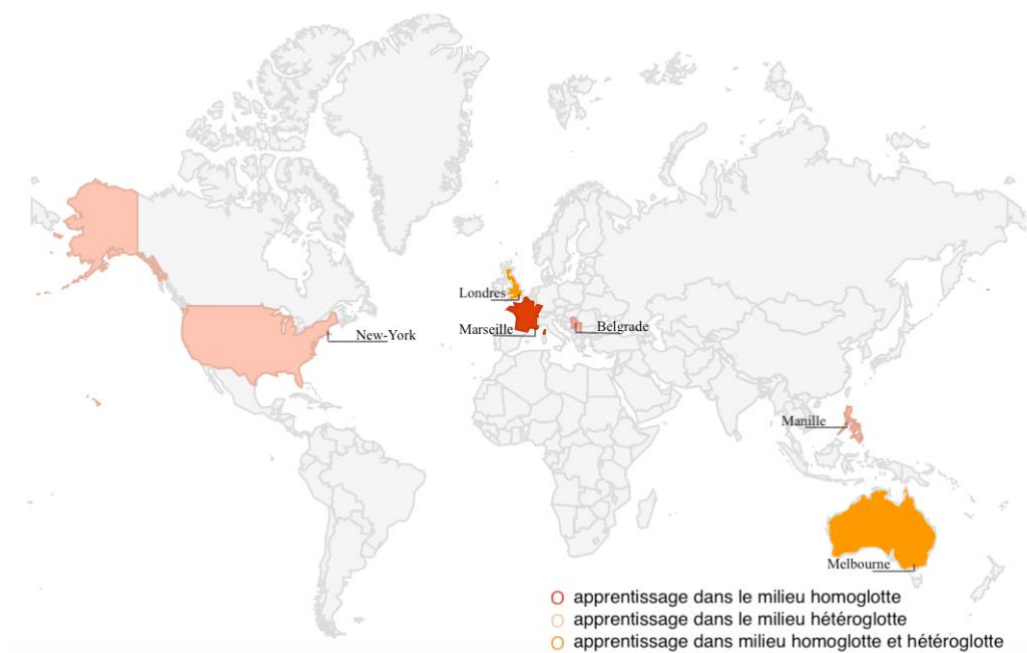 Londres
Marseille
Belgrade
New-York
Manille
Melbourne
O apprentissage dans le milieu homoglotte
O apprentissage dans le milieu hétéroglotte
O apprentissage dans milieu homoglotte et hétéroglotte